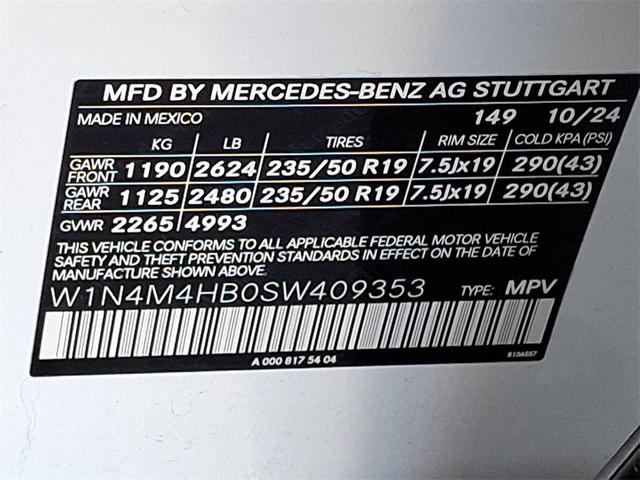 MFD BY MERCEDES-BENZ AG STUTTGART
MADE IN MEXICO 149 10/24
KG LB TIRES RIM SIZE COLD KPA (PSI)
GAWR FRONT 1190 2624 235/50 R19 7.5Jx19 290(43)
GAWR REAR 1125 2480 235/50 R19 7.5Jx19 290(43)
GVWR 2265 4993
THIS VEHICLE CONFORMS TO ALL APPLICABLE FEDERAL MOTOR VEHICLE
SAFETY AND THEFT PREVENTION STANDARDS IN EFFECT ON THE DATE OF
MANUFACTURE SHOWN ABOVE.
W1N4M4HB0SW409353 TYPE: MPV
A 000 817 54 04